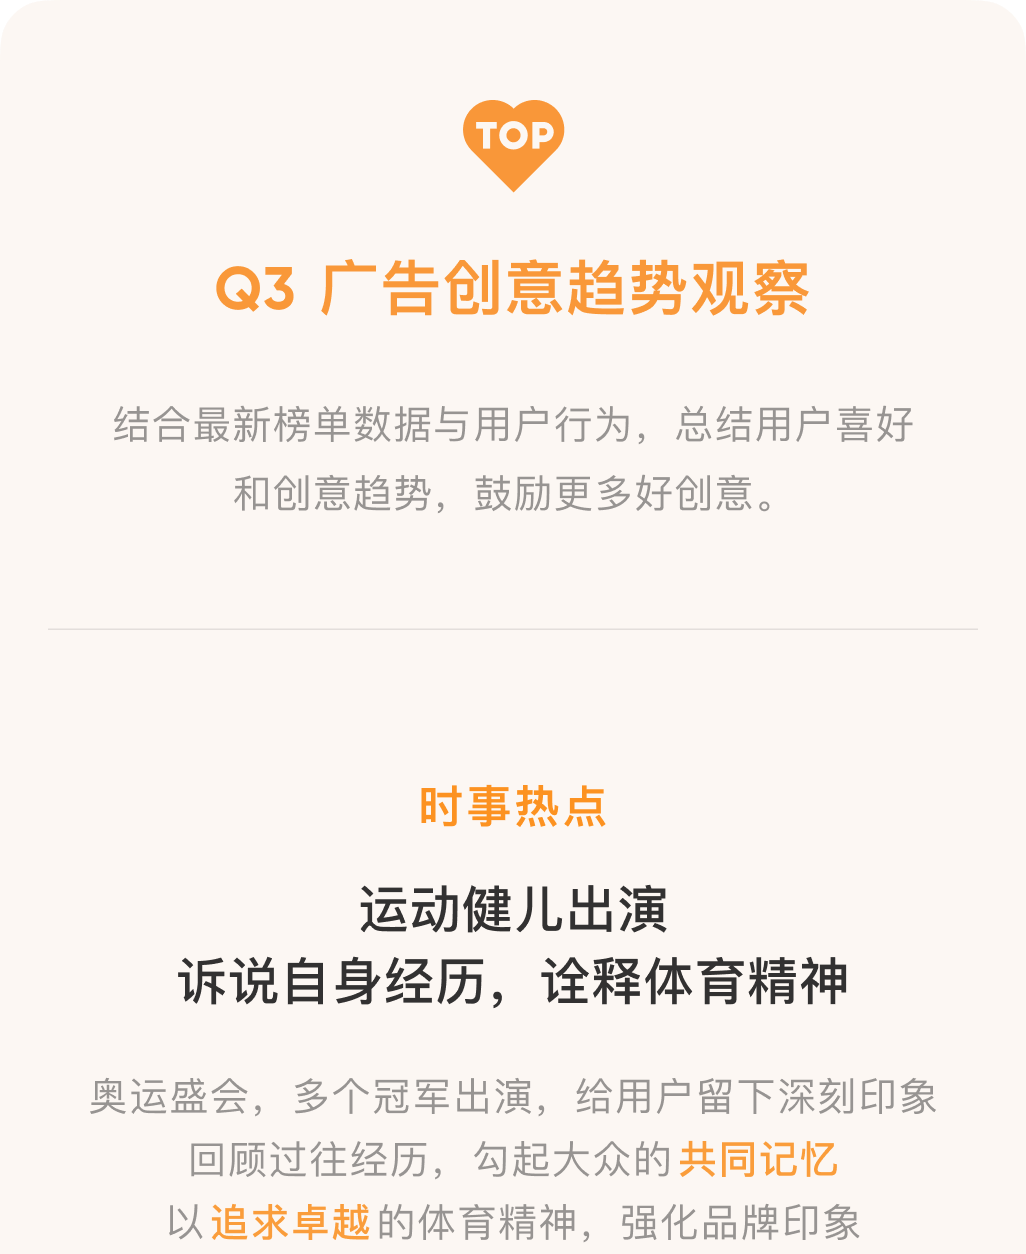 TOP
Q3 广告创意趋势观察
结合最新榜单数据与用户行为，总结用户喜好
和创意趋势，鼓励更多好创意。
时事热点
运动健儿出演
诉说自身经历，诠释体育精神
奥运盛会，多个冠军出演，给用户留下深刻印象
回顾过往经历，勾起大众的共同记忆
以追求卓越的体育精神，强化品牌印象